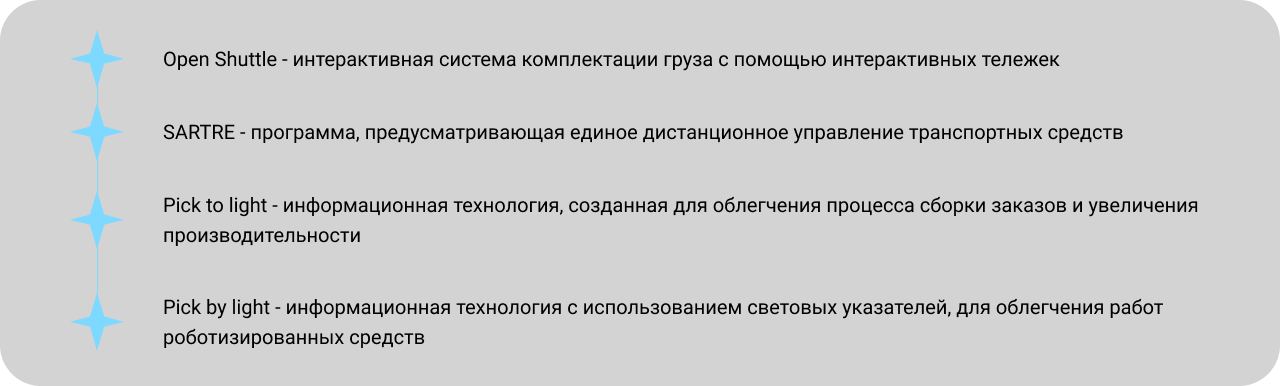 Open Shuttle - интерактивная система комплектации груза с помощью интерактивных тележек
SARTRE - программа, предусматривающая единое дистанционное управление транспортных средств
Pick to light - информационная технология, созданная для облегчения процесса сборки заказов и увеличения
производительности
Pick by light - информационная технология с использованием световых указателей, для облегчения работ
роботизированных средств